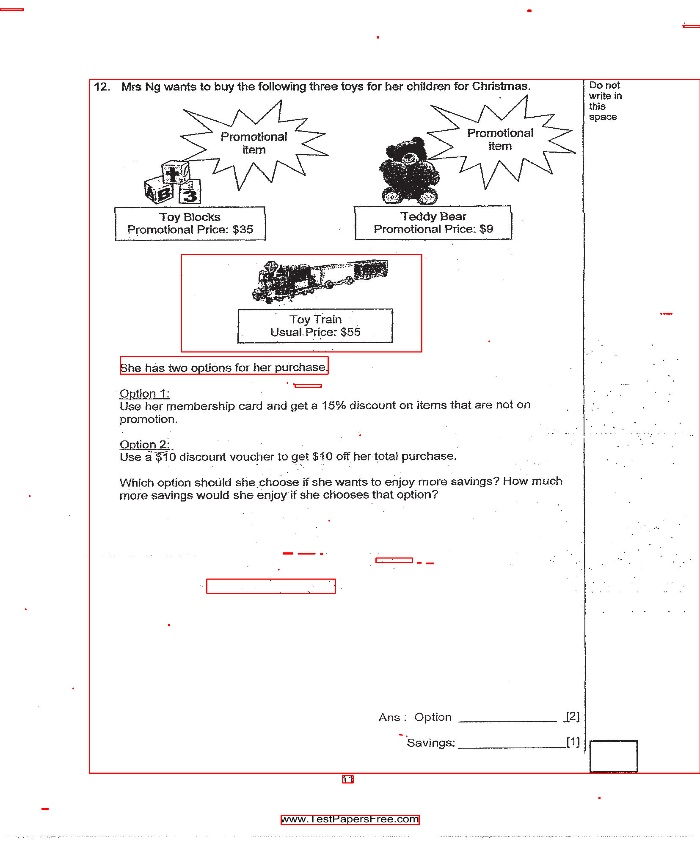 12. Mrs Ng wants to buy the following three toys for her children for Christmas.
Do not
write in
this
space
Promotional
item
Promotional
item
A B 3
Toy Blocks
Promotional Price: $35
Teddy Bear
Promotional Price: $9
Toy Train
Usual Price: $55
She has two options for her purchase.
Option 1:
Use her membership card and get a 15% discount on items that are not on
promotion.
Option 2:
Use a $10 discount voucher to get $10 off her total purchase.
Which option should she choose if she wants to enjoy more savings? How much
more savings would she enjoy if she chooses that option?
Ans : Option ______________ [2]
Savings: ________________ [1]
11
www.TestPapersFree.com